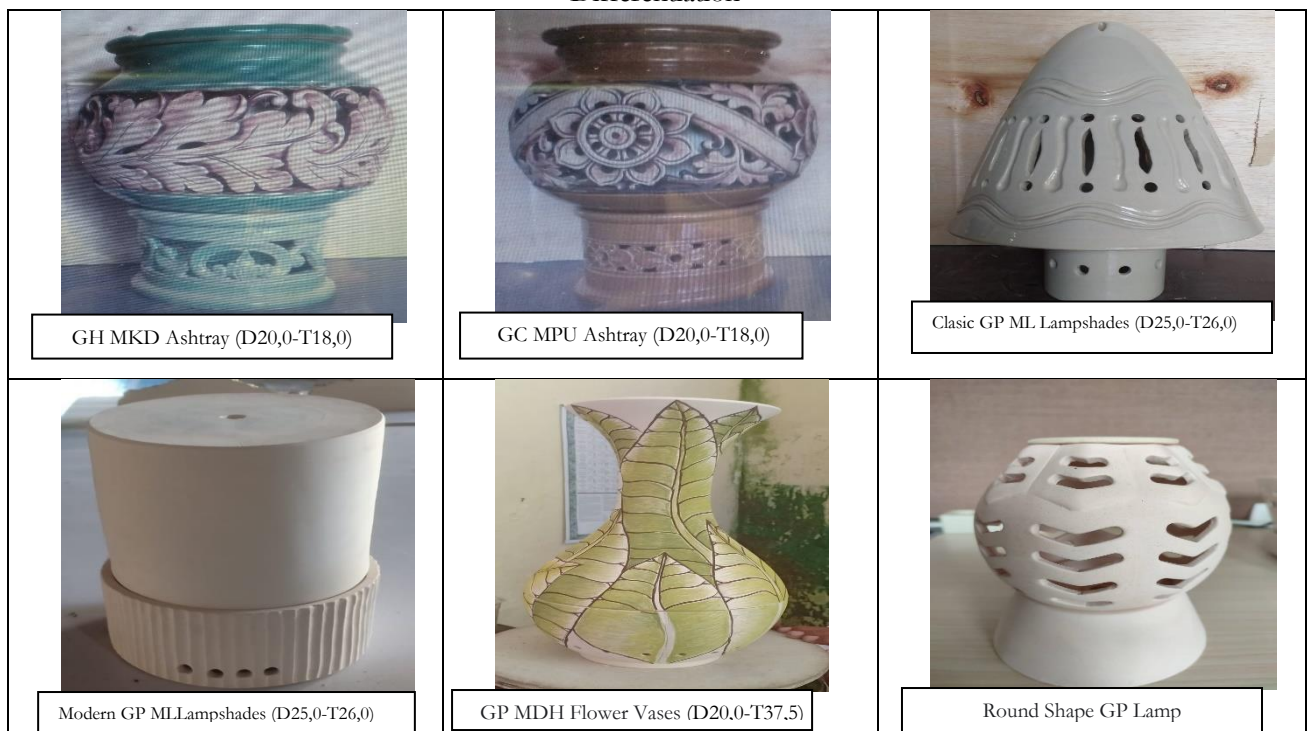 Differentiation
GH MKD Ashtray (D20,0-T18,0)
GC MPU Ashtray (D20,0-T18,0)
Clasic GP ML Lampshades (D25,0-T26,0)
Modern GP MLLampshades (D25,0-T26,0)
GP MDH Flower Vases (D20,0-T37,5)
Round Shape GP Lamp